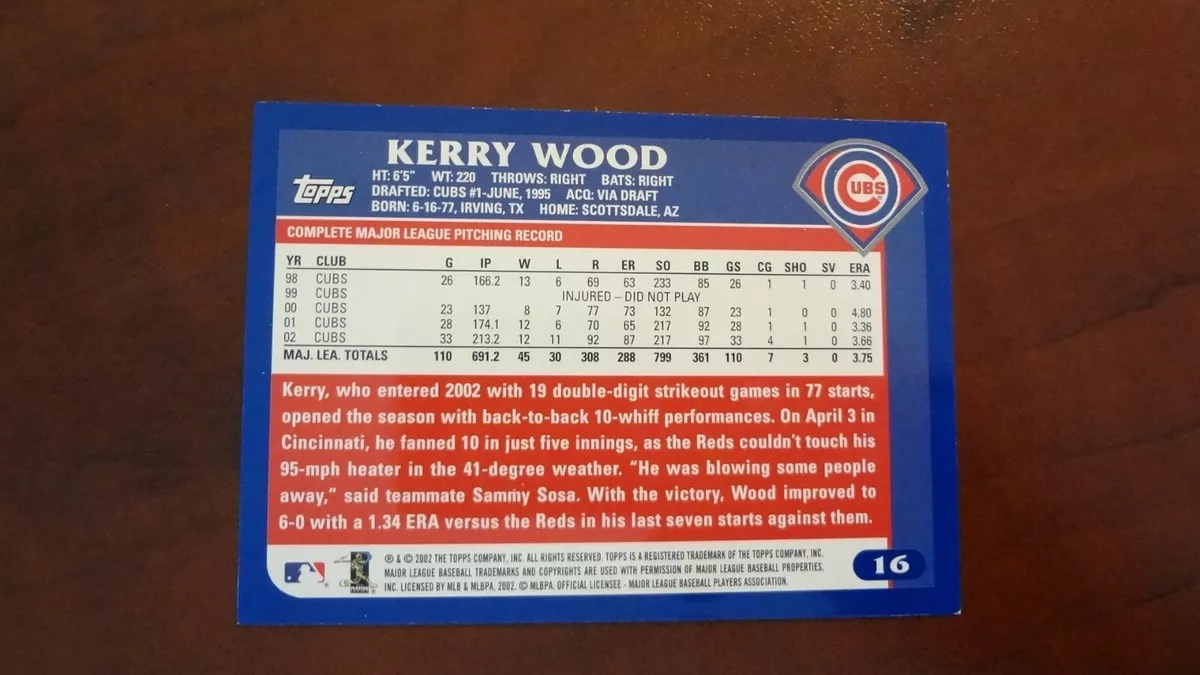 KERRY WOOD
Topps
HT: 6'5" WT: 220 THROWS: RIGHT BATS: RIGHT
DRAFTED: CUBS #1-JUNE, 1995 ACQ: VIA DRAFT
BORN: 6-16-77, IRVING, TX HOME: SCOTTSDALE, AZ
CUBS
COMPLETE MAJOR LEAGUE PITCHING RECORD
YR CLUB G IP W L R ER SO BB GS CG SHO SV ERA
98 CUBS 26 166.2 13 6 69 63 233 85 26 1 1 0 3.40
99 CUBS INJURED – DID NOT PLAY
00 CUBS 23 137 8 7 77 73 132 87 23 1 0 0 4.80
01 CUBS 28 174.1 12 6 70 65 217 92 28 1 1 0 3.36
02 CUBS 33 213.2 12 11 92 87 217 97 33 4 1 0 3.66
MAJ. LEA. TOTALS 110 691.2 45 30 308 288 799 361 110 7 3 0 3.75
Kerry, who entered 2002 with 19 double-digit strikeout games in 77 starts,
opened the season with back-to-back 10-whiff performances. On April 3 in
Cincinnati, he fanned 10 in just five innings, as the Reds couldn't touch his
95-mph heater in the 41-degree weather. "He was blowing some people
away," said teammate Sammy Sosa. With the victory, Wood improved to
6-0 with a 1.34 ERA versus the Reds in his last seven starts against them.
® & © 2002 THE TOPPS COMPANY, INC. ALL RIGHTS RESERVED. TOPPS IS A REGISTERED TRADEMARK OF THE TOPPS COMPANY, INC.
MAJOR LEAGUE BASEBALL TRADEMARKS AND COPYRIGHTS ARE USED WITH PERMISSION OF MAJOR LEAGUE BASEBALL PROPERTIES,
INC. LICENSED BY MLB & MLBPA, 2002. © MLBPA. OFFICIAL LICENSEE - MAJOR LEAGUE BASEBALL PLAYERS ASSOCIATION.
16